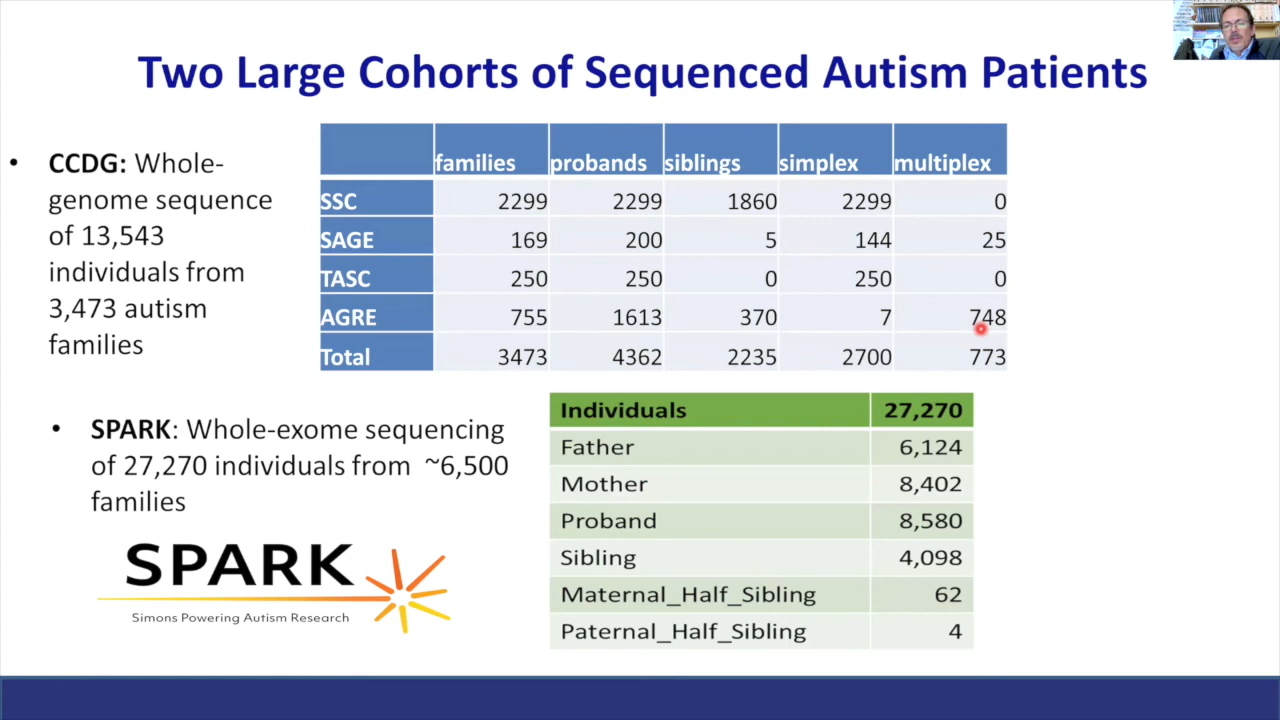 Two Large Cohorts of Sequenced Autism Patients
• CCDG: Whole-
genome sequence
of 13,543
individuals from
3,473 autism
families
families probands siblings simplex multiplex
SSC 2299 2299 1860 2299 0
SAGE 169 200 5 144 25
TASC 250 250 0 250 0
AGRE 755 1613 370 7 748
Total 3473 4362 2235 2700 773
• SPARK: Whole-exome sequencing
of 27,270 individuals from ~6,500
families
SPARK
Simons Powering Autism Research
Individuals 27,270
Father 6,124
Mother 8,402
Proband 8,580
Sibling 4,098
Maternal_Half_Sibling 62
Paternal_Half_Sibling 4